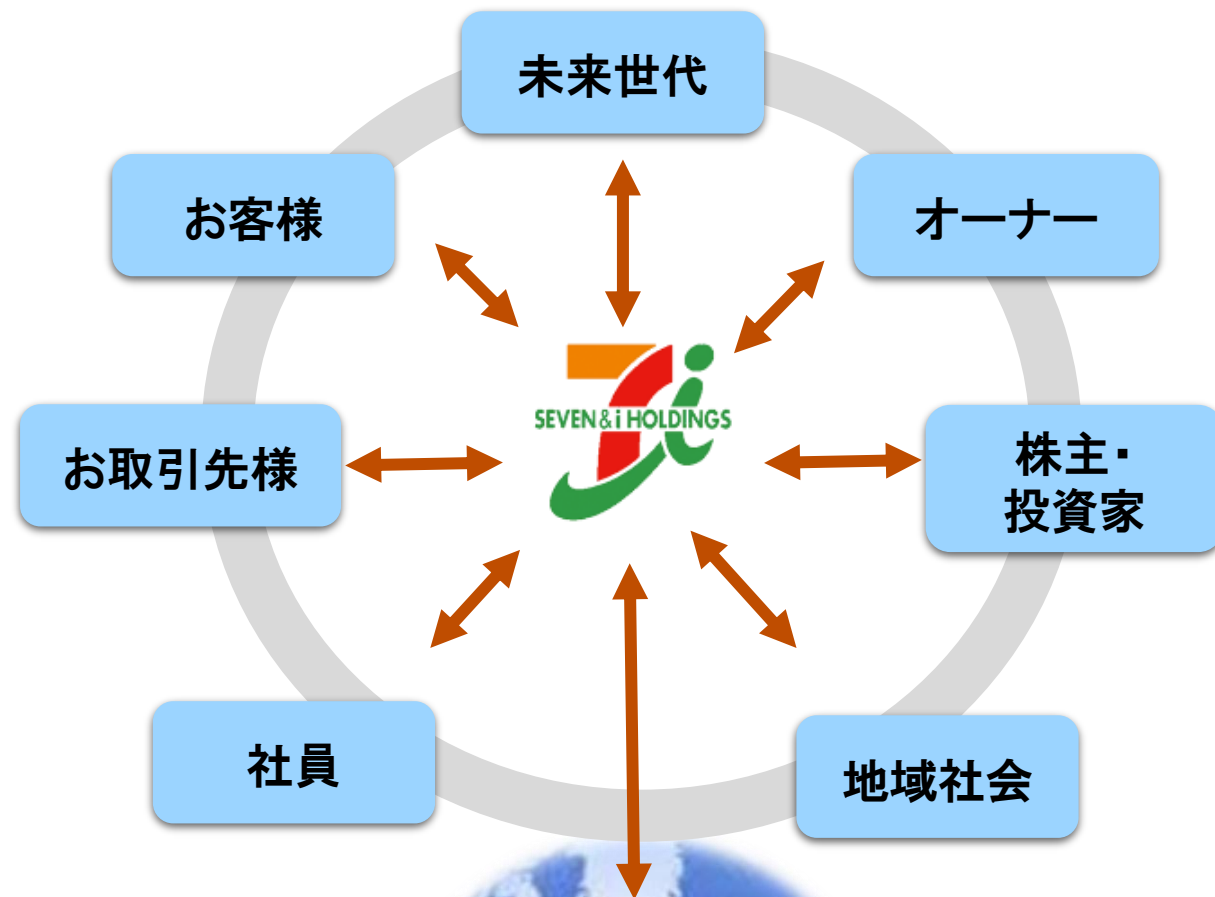 未来世代
お客様
オーナー
SEVEN&i HOLDINGS
お取引先様
株主・
投資家
社員
地域社会